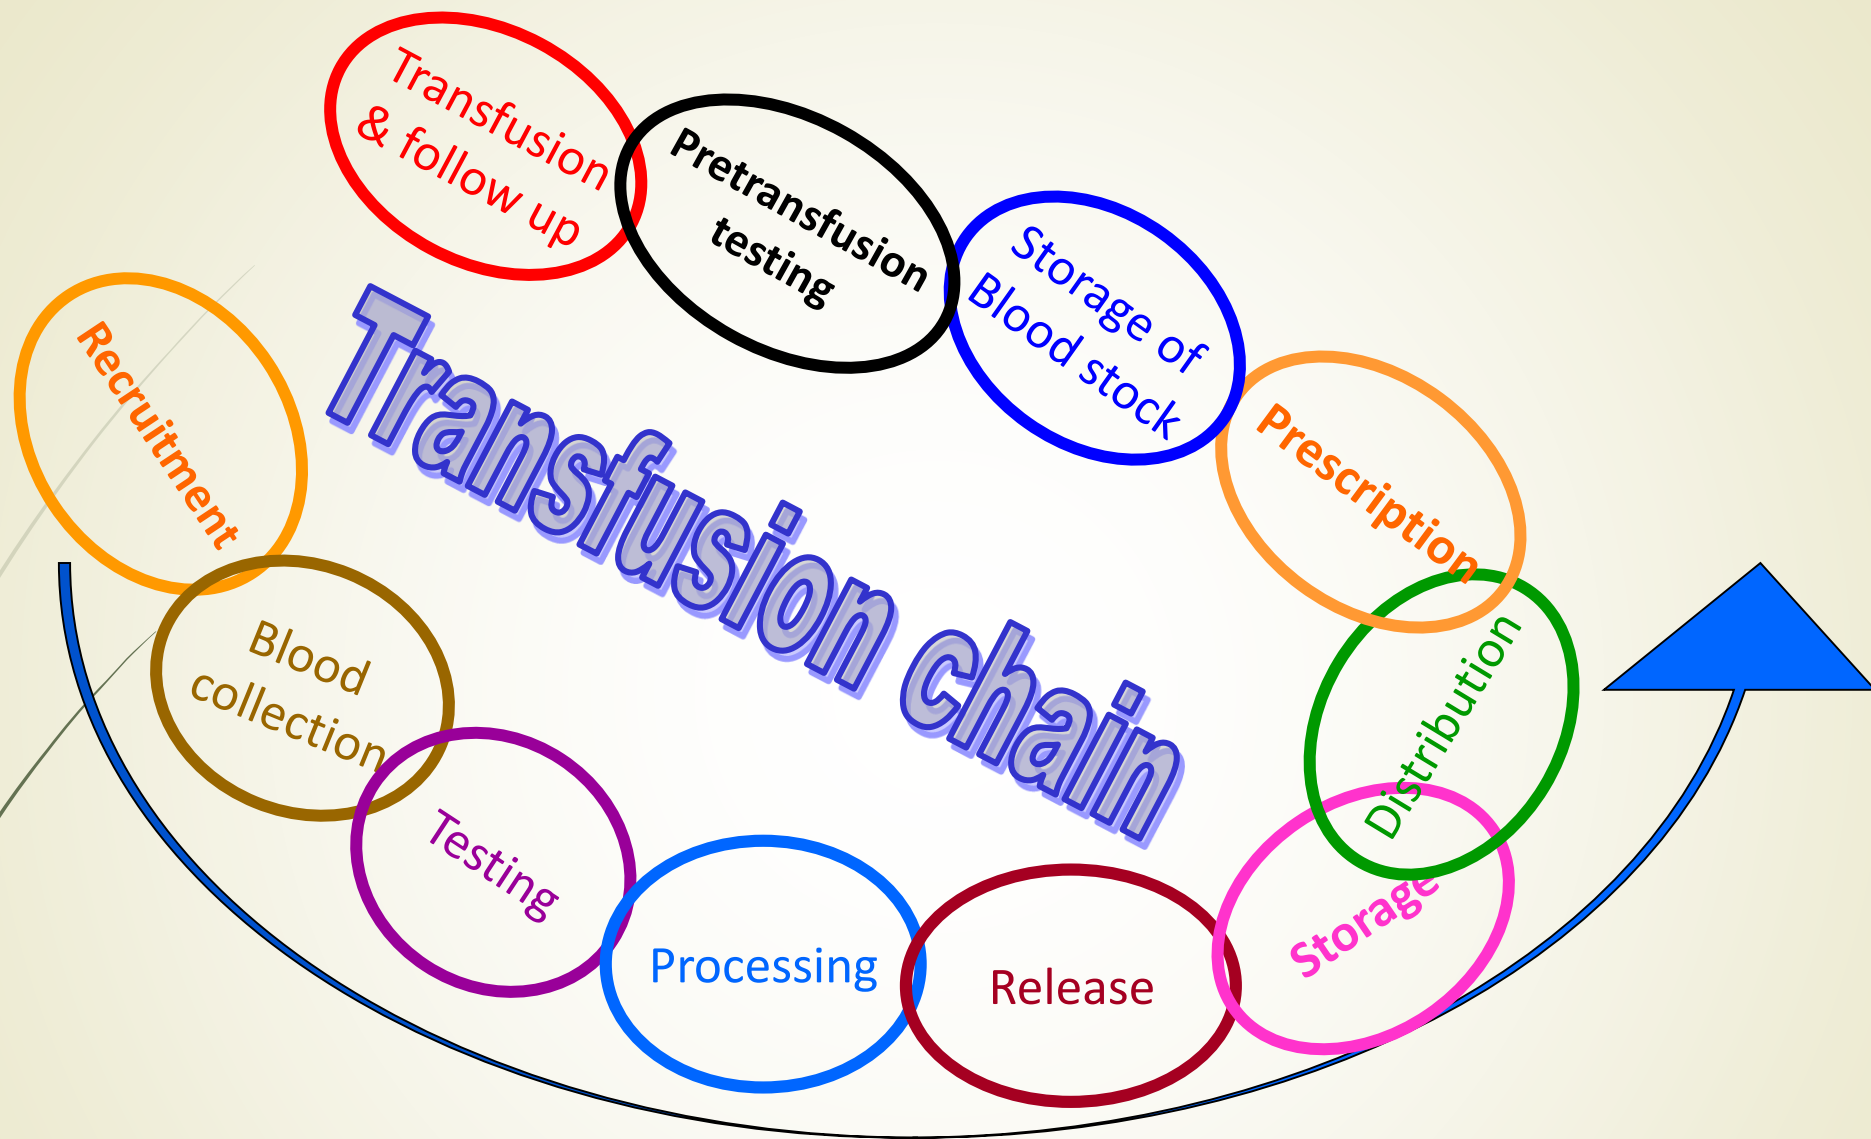 Transfusion
& follow up
Pretransfusion
testing
Storage of
Blood stock
Prescription
Recruitment
Transfusion chain
Blood
collection
Distribution
Testing
Storage
Processing
Release